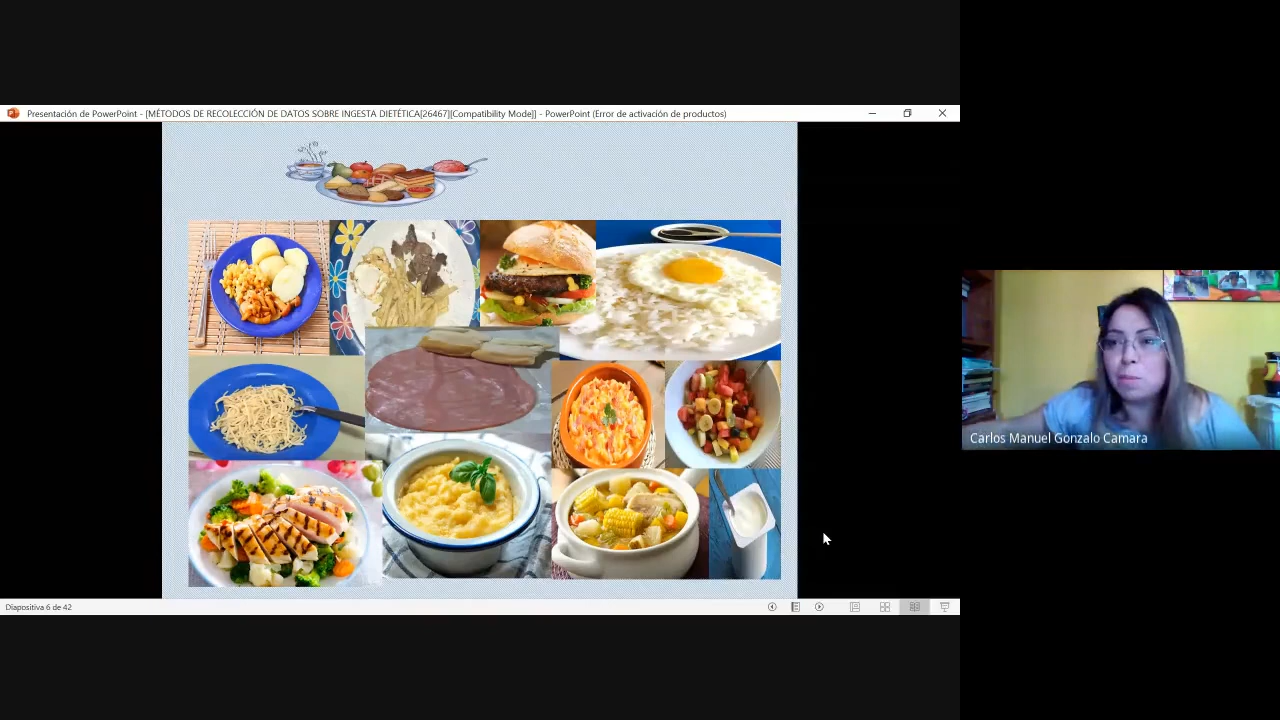 Presentación de PowerPoint - [MÉTODOS DE RECOLECCIÓN DE DATOS SOBRE INGESTA DIETÉTICA[26467][Compatibility Mode]] - PowerPoint (Error de activación de productos)
Carlos Manuel Gonzalo Camara
Diapositiva 6 de 42